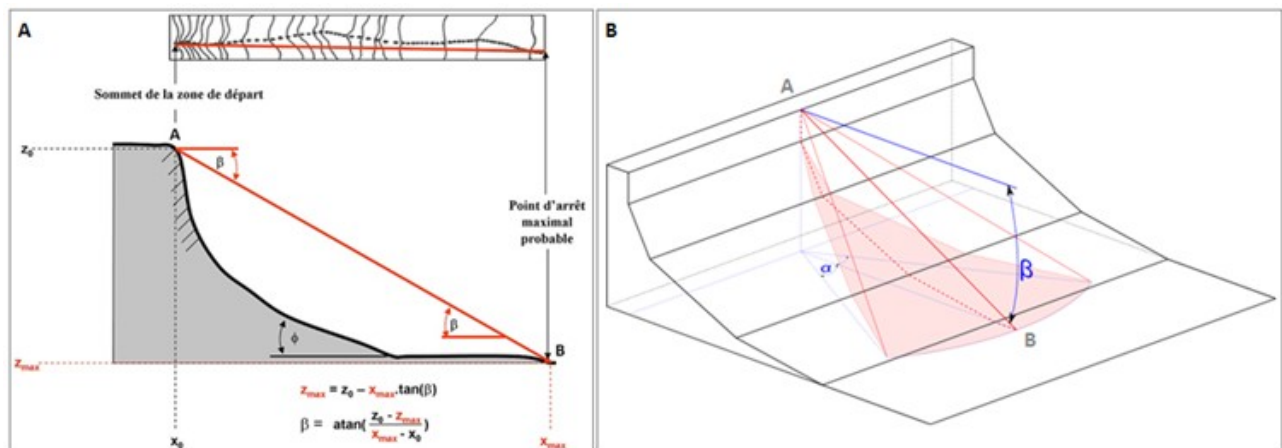 A
Sommet de la zone de départ
A
z₀
β
Point d'arrêt
maximal
probable
β
ϕ
B
zmax
zmax = z₀ – xmax.tan(β)
β = atan(z₀ - zmax / xmax - x₀)
x₀
xmax
B
A
α
β
B